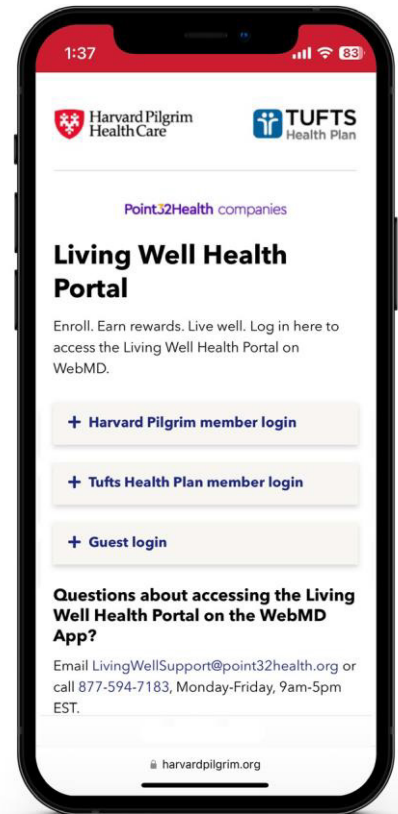 1:37
83
Harvard Pilgrim
HealthCare
TUFTS
Health Plan
Point32Health companies
Living Well Health
Portal
Enroll. Earn rewards. Live well. Log in here to
access the Living Well Health Portal on
WebMD.
+ Harvard Pilgrim member login
+ Tufts Health Plan member login
+ Guest login
Questions about accessing the Living
Well Health Portal on the WebMD
App?
Email LivingWellSupport@point32health.org or
call 877-594-7183, Monday-Friday, 9am-5pm
EST.
harvardpilgrim.org